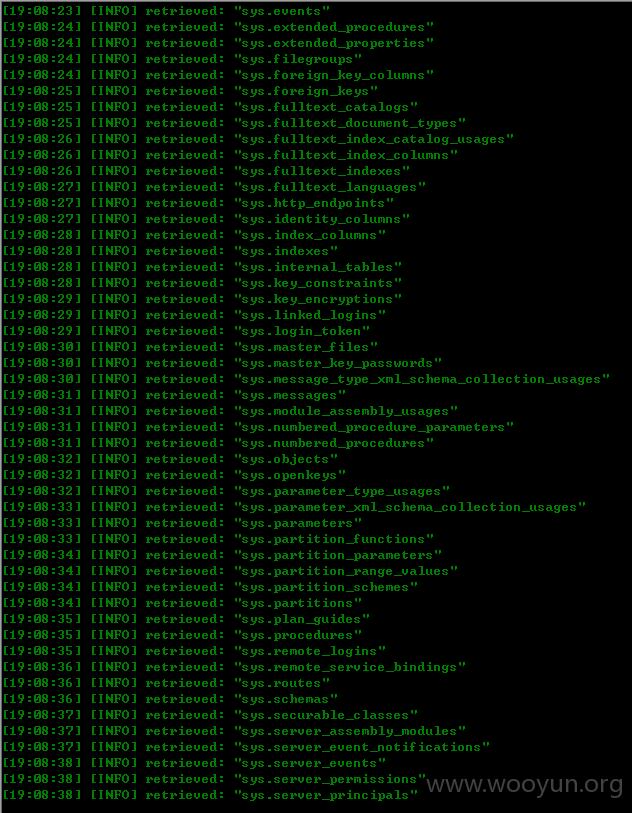 [19:08:23] [INFO] retrieved: "sys.events"
[19:08:24] [INFO] retrieved: "sys.extended_procedures"
[19:08:24] [INFO] retrieved: "sys.extended_properties"
[19:08:24] [INFO] retrieved: "sys.filegroups"
[19:08:24] [INFO] retrieved: "sys.foreign_key_columns"
[19:08:25] [INFO] retrieved: "sys.foreign_keys"
[19:08:25] [INFO] retrieved: "sys.fulltext_catalogs"
[19:08:25] [INFO] retrieved: "sys.fulltext_document_types"
[19:08:26] [INFO] retrieved: "sys.fulltext_index_catalog_usages"
[19:08:26] [INFO] retrieved: "sys.fulltext_index_columns"
[19:08:26] [INFO] retrieved: "sys.fulltext_indexes"
[19:08:27] [INFO] retrieved: "sys.fulltext_languages"
[19:08:27] [INFO] retrieved: "sys.http_endpoints"
[19:08:27] [INFO] retrieved: "sys.identity_columns"
[19:08:28] [INFO] retrieved: "sys.index_columns"
[19:08:28] [INFO] retrieved: "sys.indexes"
[19:08:28] [INFO] retrieved: "sys.internal_tables"
[19:08:28] [INFO] retrieved: "sys.key_constraints"
[19:08:29] [INFO] retrieved: "sys.key_encryptions"
[19:08:29] [INFO] retrieved: "sys.linked_logins"
[19:08:29] [INFO] retrieved: "sys.login_token"
[19:08:30] [INFO] retrieved: "sys.master_files"
[19:08:30] [INFO] retrieved: "sys.master_key_passwords"
[19:08:30] [INFO] retrieved: "sys.message_type_xml_schema_collection_usages"
[19:08:31] [INFO] retrieved: "sys.messages"
[19:08:31] [INFO] retrieved: "sys.module_assembly_usages"
[19:08:31] [INFO] retrieved: "sys.numbered_procedure_parameters"
[19:08:31] [INFO] retrieved: "sys.numbered_procedures"
[19:08:32] [INFO] retrieved: "sys.objects"
[19:08:32] [INFO] retrieved: "sys.openkeys"
[19:08:32] [INFO] retrieved: "sys.parameter_type_usages"
[19:08:33] [INFO] retrieved: "sys.parameter_xml_schema_collection_usages"
[19:08:33] [INFO] retrieved: "sys.parameters"
[19:08:33] [INFO] retrieved: "sys.partition_functions"
[19:08:34] [INFO] retrieved: "sys.partition_parameters"
[19:08:34] [INFO] retrieved: "sys.partition_range_values"
[19:08:34] [INFO] retrieved: "sys.partition_schemes"
[19:08:34] [INFO] retrieved: "sys.partitions"
[19:08:35] [INFO] retrieved: "sys.plan_guides"
[19:08:35] [INFO] retrieved: "sys.procedures"
[19:08:35] [INFO] retrieved: "sys.remote_logins"
[19:08:36] [INFO] retrieved: "sys.remote_service_bindings"
[19:08:36] [INFO] retrieved: "sys.routes"
[19:08:36] [INFO] retrieved: "sys.schemas"
[19:08:37] [INFO] retrieved: "sys.securable_classes"
[19:08:37] [INFO] retrieved: "sys.server_assembly_modules"
[19:08:37] [INFO] retrieved: "sys.server_event_notifications"
[19:08:38] [INFO] retrieved: "sys.server_events"
[19:08:38] [INFO] retrieved: "sys.server_permissions"
[19:08:38] [INFO] retrieved: "sys.server_principals"
www.wooyun.org